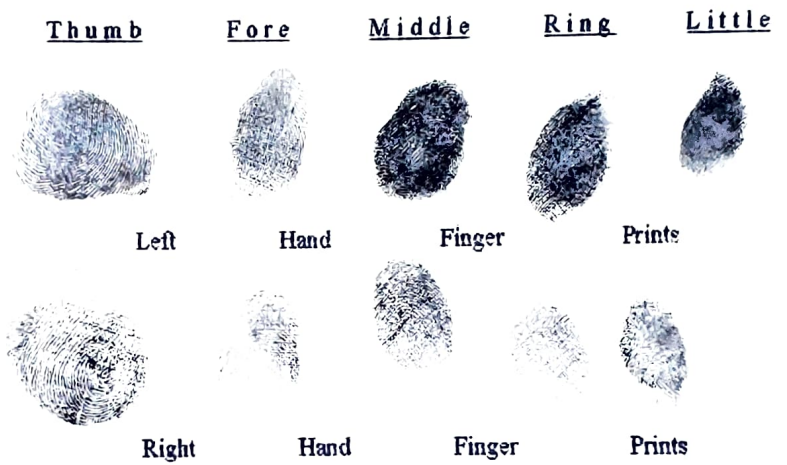 Thumb Fore Middle Ring Little
Left Hand Finger Prints
Right Hand Finger Prints